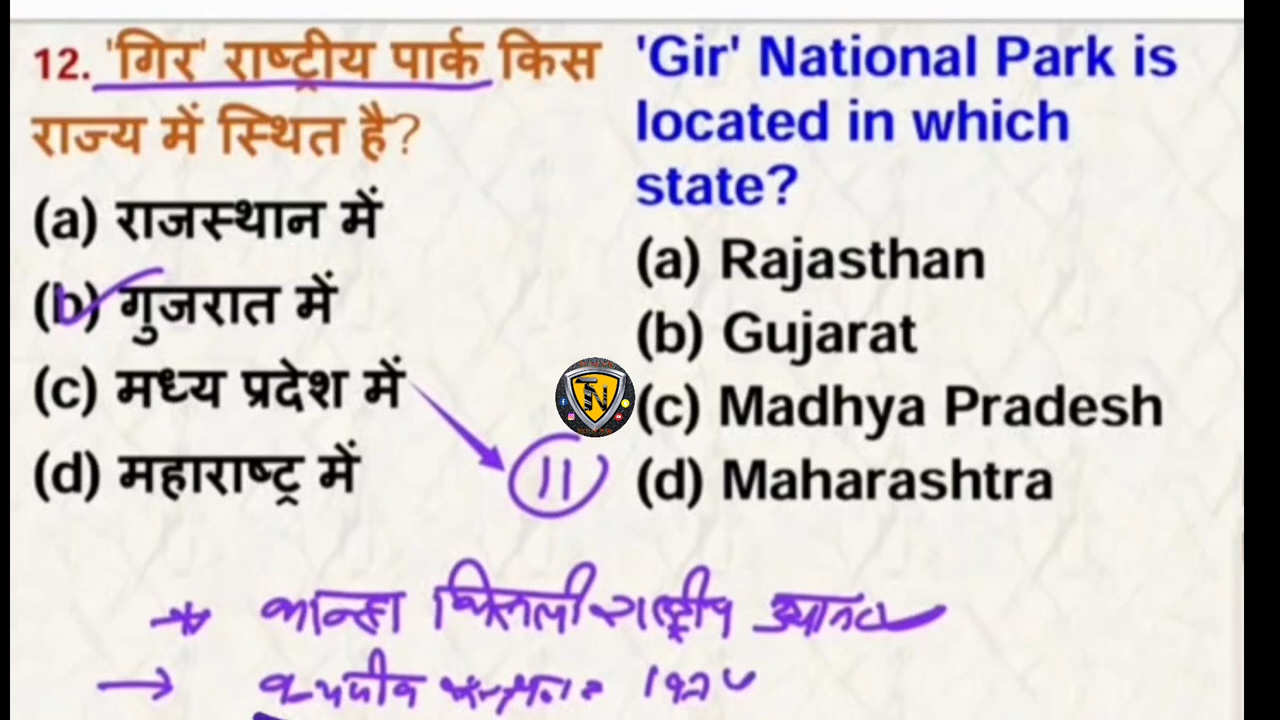 12. 'गिर' राष्ट्रीय पार्क किस
राज्य में स्थित है?
(a) राजस्थान में
(b) गुजरात में
(c) मध्य प्रदेश में
(d) महाराष्ट्र में
'Gir' National Park is
located in which
state?
(a) Rajasthan
(b) Gujarat
(c) Madhya Pradesh
(d) Maharashtra
11
TN
कान्हा राष्ट्रीय